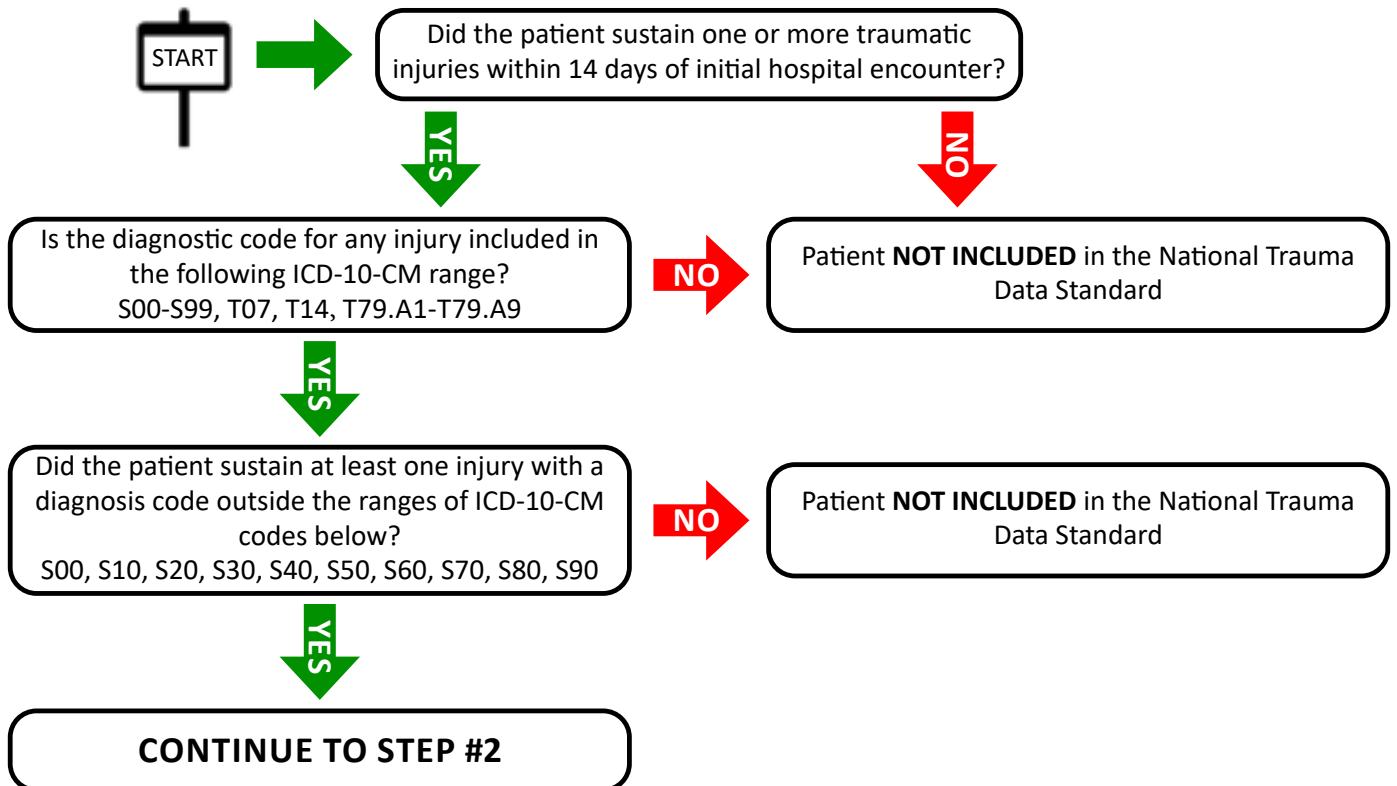 START
Did the patient sustain one or more traumatic
injuries within 14 days of initial hospital encounter?
YES
NO
Is the diagnostic code for any injury included in
the following ICD-10-CM range?
S00-S99, T07, T14, T79.A1-T79.A9
NO
Patient NOT INCLUDED in the National Trauma
Data Standard
YES
Did the patient sustain at least one injury with a
diagnosis code outside the ranges of ICD-10-CM
codes below?
S00, S10, S20, S30, S40, S50, S60, S70, S80, S90
NO
Patient NOT INCLUDED in the National Trauma
Data Standard
YES
CONTINUE TO STEP #2